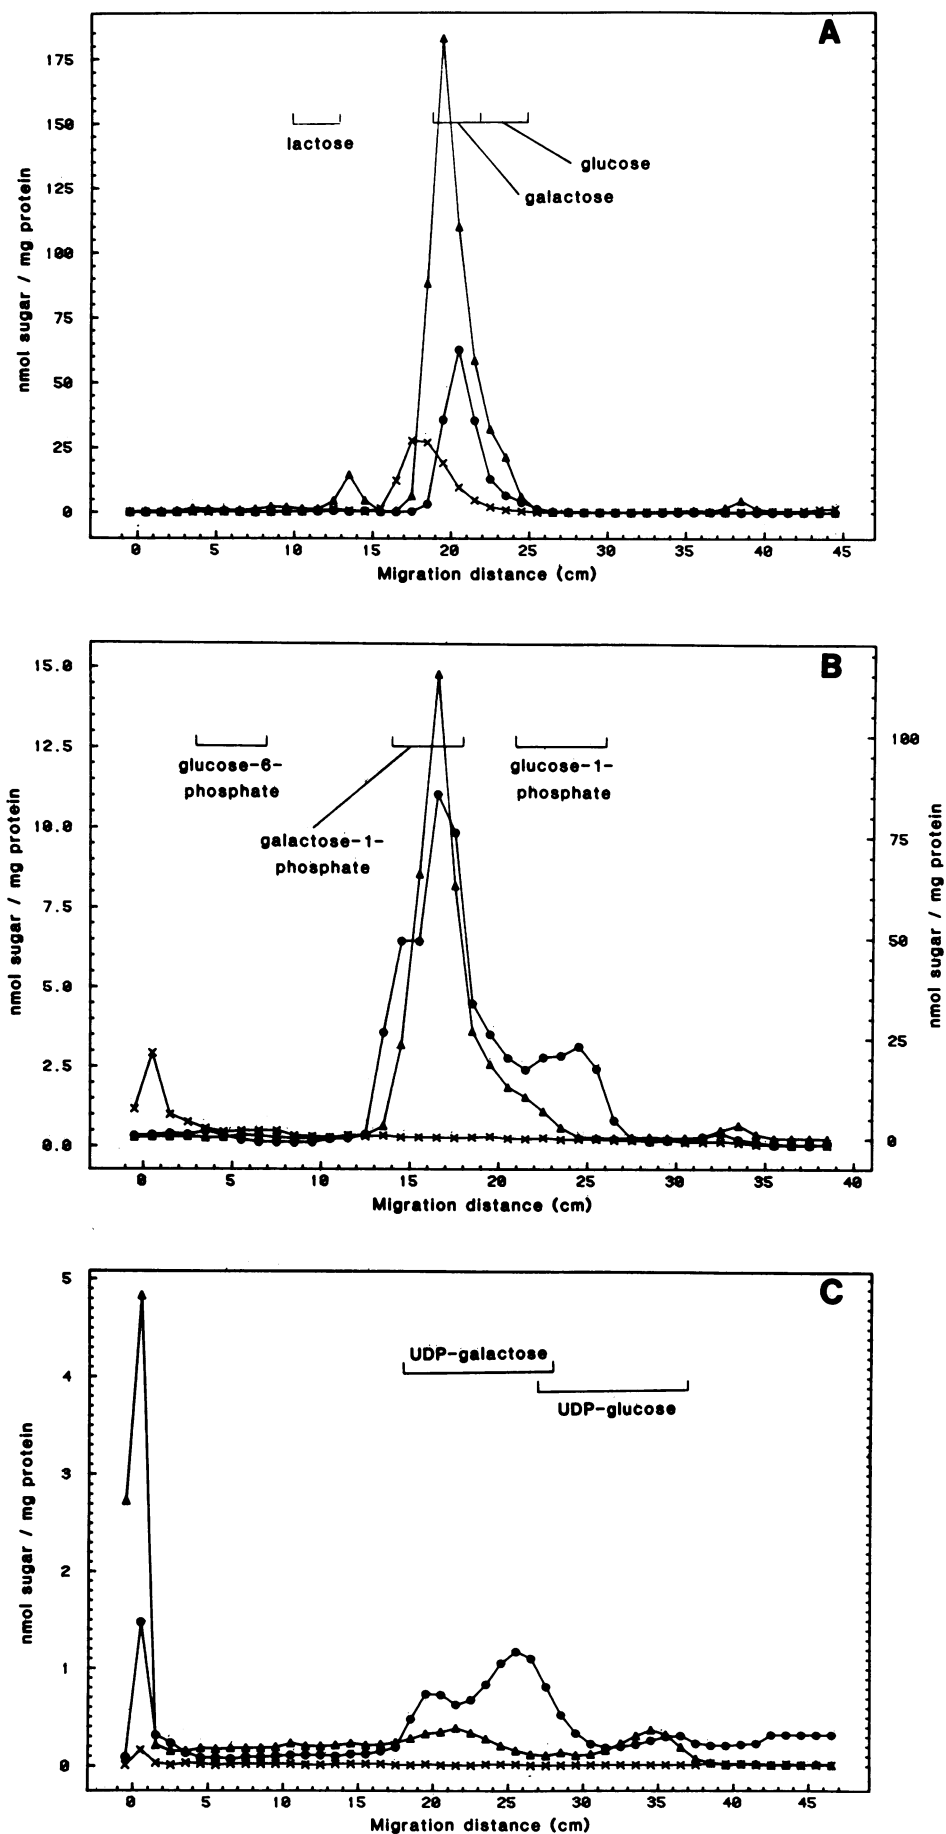 A
175
150
125
100
75
50
25
0
nmol sugar / mg protein
lactose
glucose
galactose
0 5 10 15 20 25 30 35 40 45
Migration distance (cm)
B
15.0
12.5
10.0
7.5
5.0
2.5
0.0
nmol sugar / mg protein
glucose-6-
phosphate
galactose-1-
phosphate
glucose-1-
phosphate
100
75
50
25
0
nmol sugar / mg protein
0 5 10 15 20 25 30 35 40
Migration distance (cm)
C
5
4
3
2
1
0
nmol sugar / mg protein
UDP-galactose
UDP-glucose
0 5 10 15 20 25 30 35 40 45
Migration distance (cm)